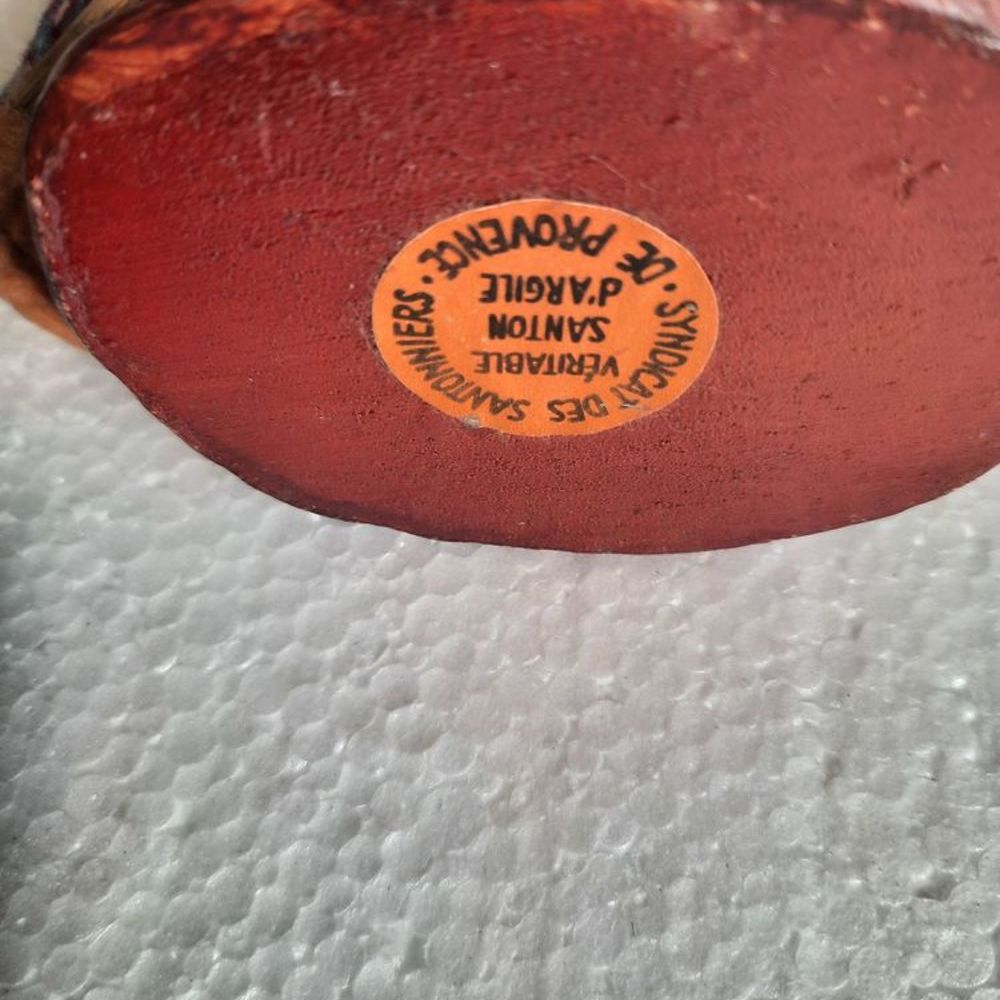 SYNDICAT DES SANTONNIERS
VÉRITABLE
SANTON
d'ARGILE
· DE PROVENCE ·